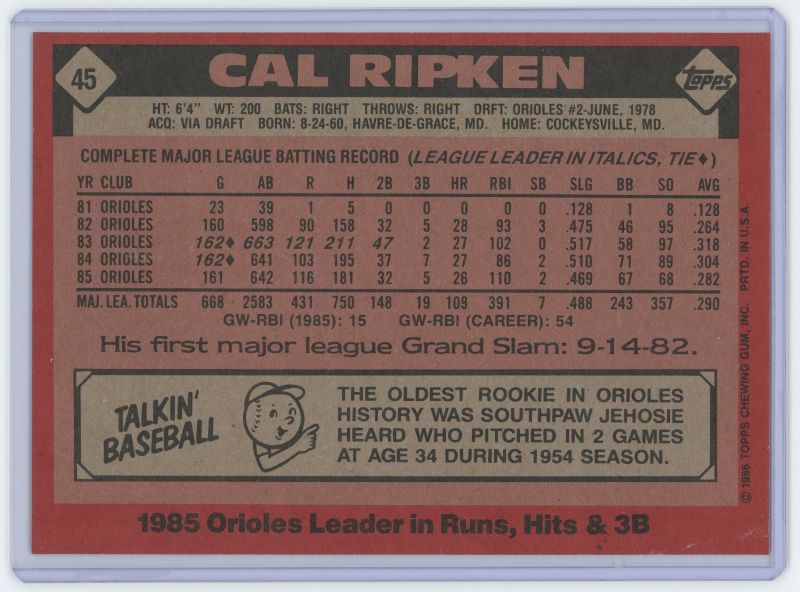 45
CAL RIPKEN
topps
HT: 6'4" WT: 200 BATS: RIGHT THROWS: RIGHT DRFT: ORIOLES #2-JUNE, 1978
ACQ: VIA DRAFT BORN: 8-24-60, HAVRE-DE-GRACE, MD. HOME: COCKEYSVILLE, MD.
COMPLETE MAJOR LEAGUE BATTING RECORD (LEAGUE LEADER IN ITALICS, TIE♦)
YR CLUB G AB R H 2B 3B HR RBI SB SLG BB SO AVG
81 ORIOLES 23 39 1 5 0 0 0 0 0 .128 1 8 .128
82 ORIOLES 160 598 90 158 32 5 28 93 3 .475 46 95 .264
83 ORIOLES 162♦ 663 121 211 47 2 27 102 0 .517 58 97 .318
84 ORIOLES 162♦ 641 103 195 37 7 27 86 2 .510 71 89 .304
85 ORIOLES 161 642 116 181 32 5 26 110 2 .469 67 68 .282
MAJ. LEA. TOTALS 668 2583 431 750 148 19 108 391 7 .488 243 357 .290
GW-RBI (1985): 15 GW-RBI (CAREER): 54
His first major league Grand Slam: 9-14-82.
TALKIN'
BASEBALL
THE OLDEST ROOKIE IN ORIOLES
HISTORY WAS SOUTHPAW JEHOSIE
HEARD WHO PITCHED IN 2 GAMES
AT AGE 34 DURING 1954 SEASON.
1985 Orioles Leader in Runs, Hits & 3B
© 1986 TOPPS CHEWING GUM, INC. PRTD. IN U.S.A.